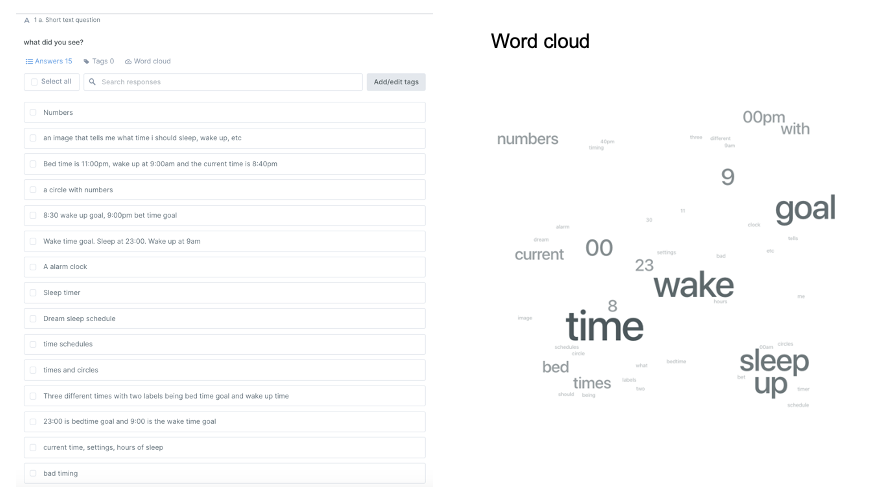 1 a. Short text question
what did you see?
Answers 15 Tags 0 Word cloud
Select all Search responses Add/edit tags
Numbers
an image that tells me what time i should sleep, wake up, etc
Bed time is 11:00pm, wake up at 9:00am and the current time is 8:40pm
a circle with numbers
8:30 wake up goal, 9:00pm bet time goal
Wake time goal. Sleep at 23:00. Wake up at 9am
A alarm clock
Sleep timer
Dream sleep schedule
time schedules
times and circles
Three different times with two labels being bed time goal and wake up time
23:00 is bedtime goal and 9:00 is the wake time goal
current time, settings, hours of sleep
bad timing
Word cloud
00pm
with
numbers
40pm
timing
three different
9am
9
goal
30
11
alarm
clock
dream
tells
00
current
settings
bad
etc
23
wake
hours
me
8
image
time
schedules
circle
00am circles
what
bedtime
sleep
bed
times
labels
two
bet
up
timer
should being
schedule